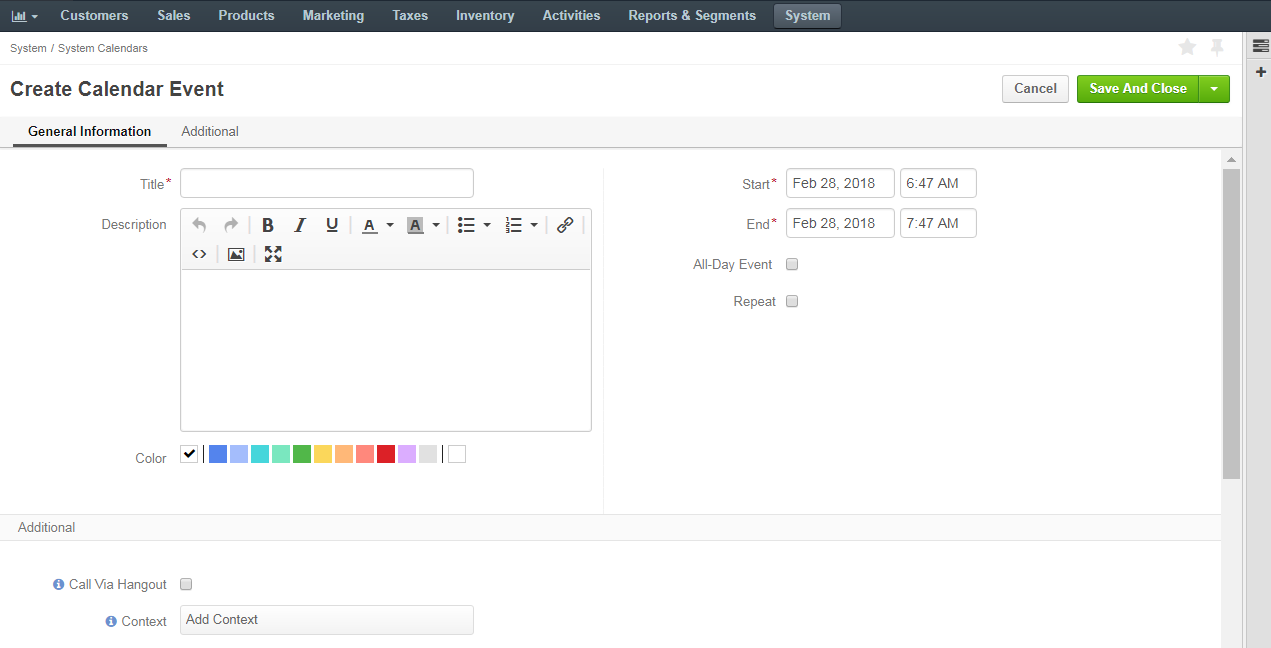 Customers Sales Products Marketing Taxes Inventory Activities Reports & Segments System
System / System Calendars
Create Calendar Event
Cancel Save And Close
General Information Additional
Title*
Start* Feb 28, 2018 6:47 AM
Description
B I U A A
End* Feb 28, 2018 7:47 AM
All-Day Event
Repeat
Color
Additional
Call Via Hangout
Context Add Context